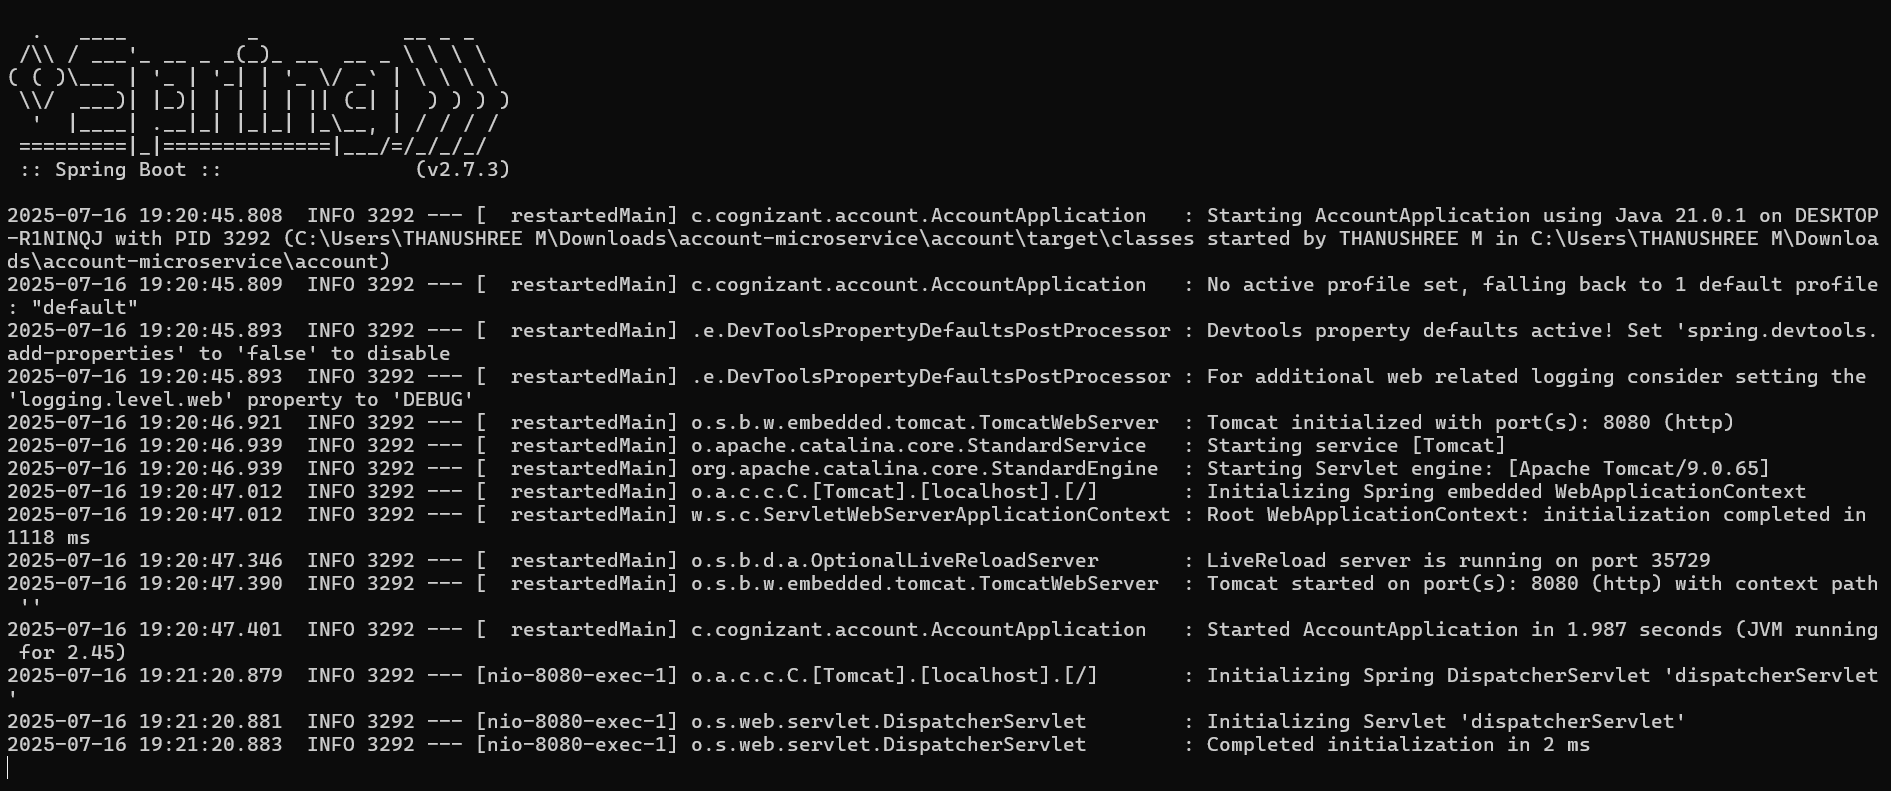 .   ____          _            __ _ _
 /\\ / ___'_ __ _ _(_)_ __  __ _ \ \ \ \
( ( )\___ | '_ | '_| | '_ \/ _` | \ \ \ \
 \\/  ___)| |_)| | | | | || (_| |  ) ) ) )
  '  |____| .__|_| |_|_| |_\__, | / / / /
 =========|_|==============|___/=/_/_/_/
 :: Spring Boot ::                (v2.7.3)

2025-07-16 19:20:45.808  INFO 3292 --- [  restartedMain] c.cognizant.account.AccountApplication   : Starting AccountApplication using Java 21.0.1 on DESKTOP
-R1NINQJ with PID 3292 (C:\Users\THANUSHREE M\Downloads\account-microservice\account\target\classes started by THANUSHREE M in C:\Users\THANUSHREE M\Downloa
ds\account-microservice\account)
2025-07-16 19:20:45.809  INFO 3292 --- [  restartedMain] c.cognizant.account.AccountApplication   : No active profile set, falling back to 1 default profile
: "default"
2025-07-16 19:20:45.893  INFO 3292 --- [  restartedMain] .e.DevToolsPropertyDefaultsPostProcessor : Devtools property defaults active! Set 'spring.devtools.
add-properties' to 'false' to disable
2025-07-16 19:20:45.893  INFO 3292 --- [  restartedMain] .e.DevToolsPropertyDefaultsPostProcessor : For additional web related logging consider setting the
'logging.level.web' property to 'DEBUG'
2025-07-16 19:20:46.921  INFO 3292 --- [  restartedMain] o.s.b.w.embedded.tomcat.TomcatWebServer  : Tomcat initialized with port(s): 8080 (http)
2025-07-16 19:20:46.939  INFO 3292 --- [  restartedMain] o.apache.catalina.core.StandardService   : Starting service [Tomcat]
2025-07-16 19:20:46.939  INFO 3292 --- [  restartedMain] org.apache.catalina.core.StandardEngine  : Starting Servlet engine: [Apache Tomcat/9.0.65]
2025-07-16 19:20:47.012  INFO 3292 --- [  restartedMain] o.a.c.c.C.[Tomcat].[localhost].[/]       : Initializing Spring embedded WebApplicationContext
2025-07-16 19:20:47.012  INFO 3292 --- [  restartedMain] w.s.c.ServletWebServerApplicationContext : Root WebApplicationContext: initialization completed in
1118 ms
2025-07-16 19:20:47.346  INFO 3292 --- [  restartedMain] o.s.b.d.a.OptionalLiveReloadServer       : LiveReload server is running on port 35729
2025-07-16 19:20:47.390  INFO 3292 --- [  restartedMain] o.s.b.w.embedded.tomcat.TomcatWebServer  : Tomcat started on port(s): 8080 (http) with context path
 ''
2025-07-16 19:20:47.401  INFO 3292 --- [  restartedMain] c.cognizant.account.AccountApplication   : Started AccountApplication in 1.987 seconds (JVM running
 for 2.45)
2025-07-16 19:21:20.879  INFO 3292 --- [nio-8080-exec-1] o.a.c.c.C.[Tomcat].[localhost].[/]       : Initializing Spring DispatcherServlet 'dispatcherServlet
'
2025-07-16 19:21:20.881  INFO 3292 --- [nio-8080-exec-1] o.s.web.servlet.DispatcherServlet        : Initializing Servlet 'dispatcherServlet'
2025-07-16 19:21:20.883  INFO 3292 --- [nio-8080-exec-1] o.s.web.servlet.DispatcherServlet        : Completed initialization in 2 ms